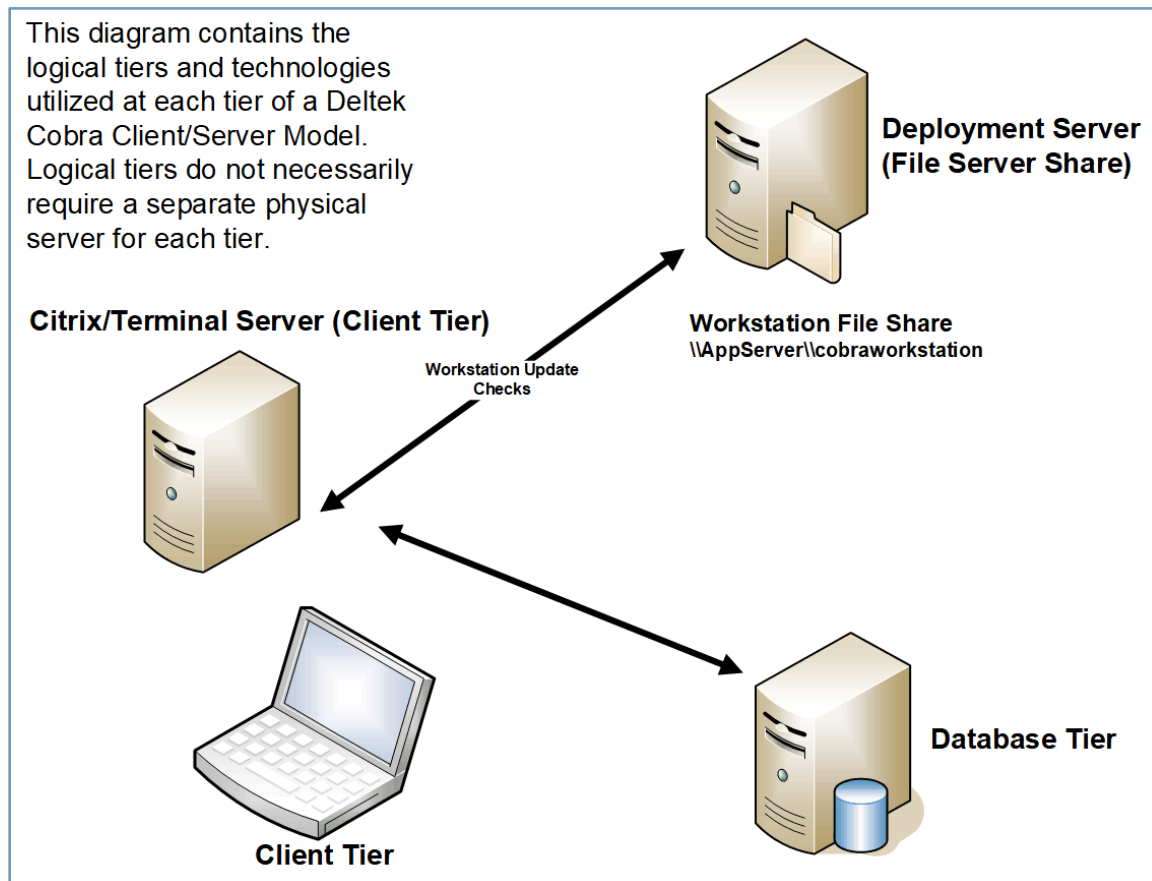 This diagram contains the
logical tiers and technologies
utilized at each tier of a Deltek
Cobra Client/Server Model.
Logical tiers do not necessarily
require a separate physical
server for each tier.
Deployment Server
(File Server Share)
Citrix/Terminal Server (Client Tier)
Workstation File Share
\\AppServer\\cobraworkstation
Workstation Update
Checks
Database Tier
Client Tier